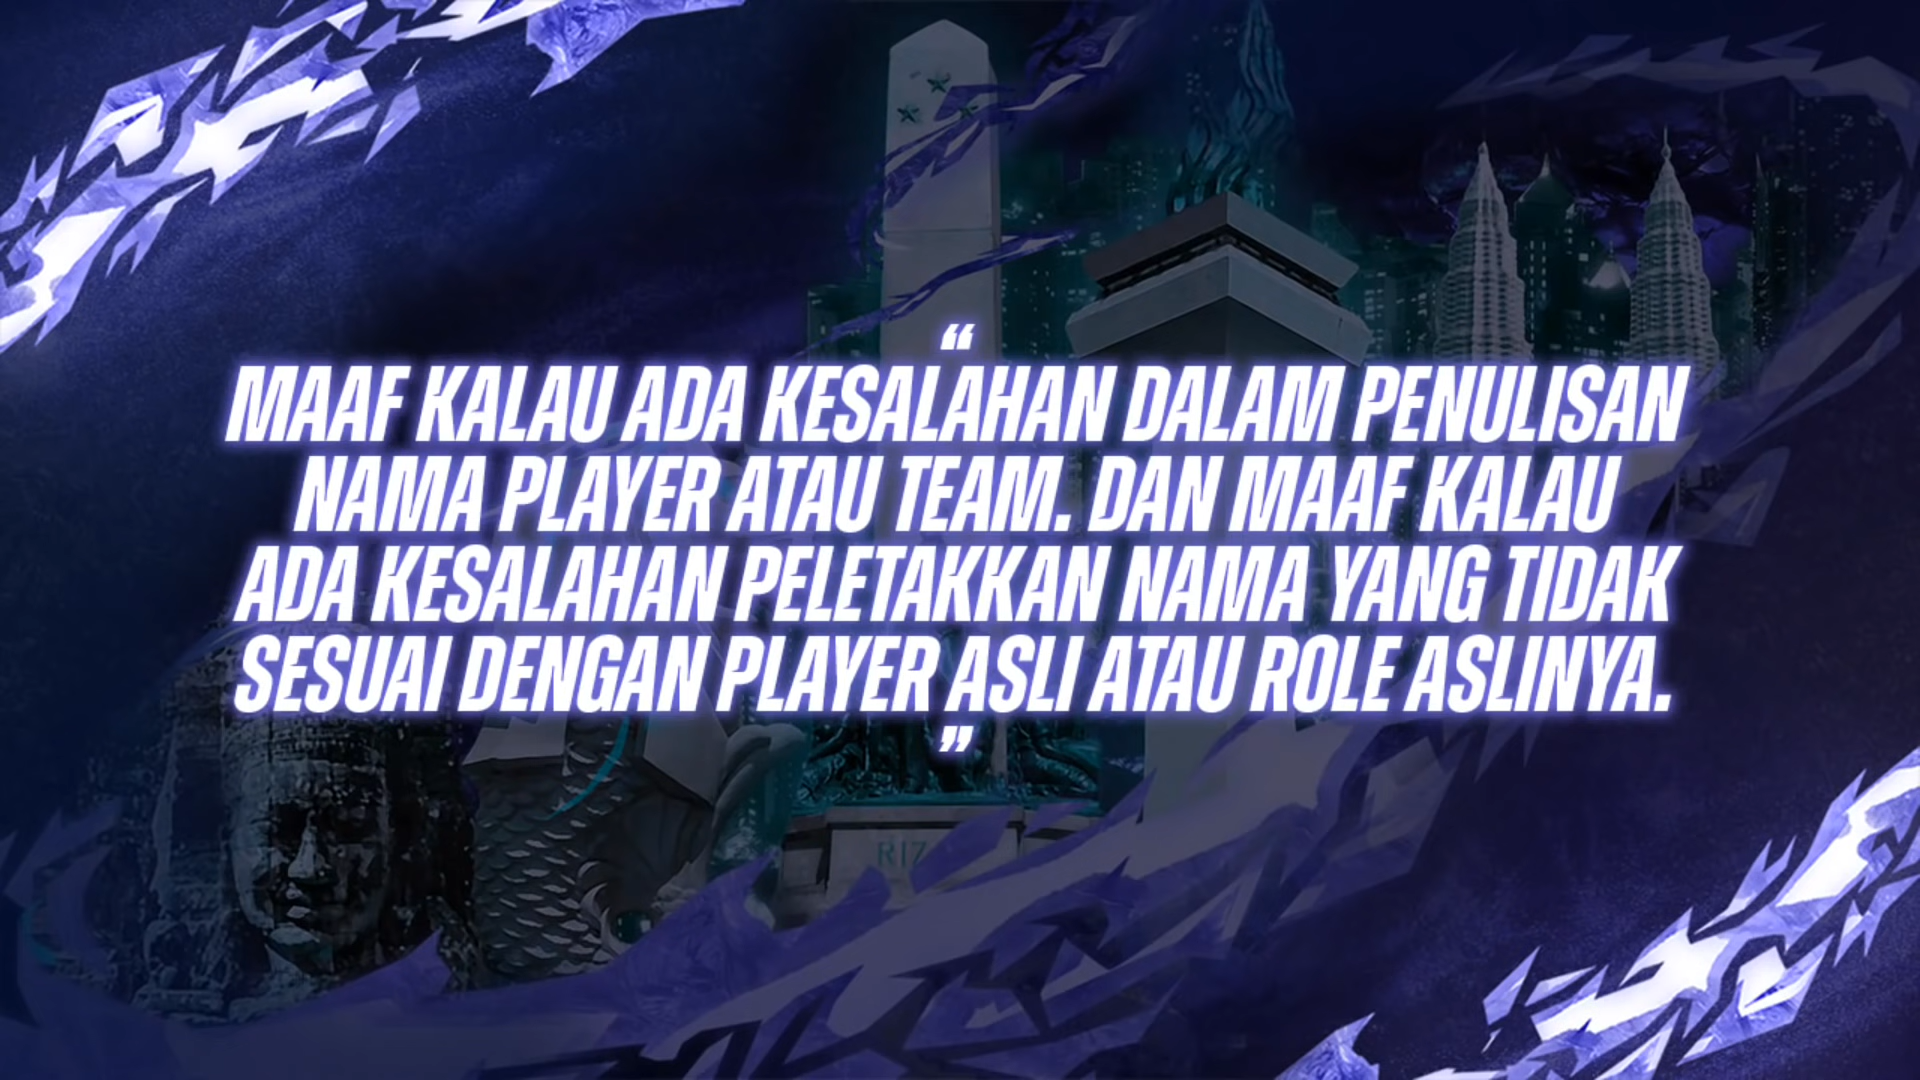 “
MAAF KALAU ADA KESALAHAN DALAM PENULISAN
NAMA PLAYER ATAU TEAM. DAN MAAF KALAU
ADA KESALAHAN PELETAKKAN NAMA YANG TIDAK
SESUAI DENGAN PLAYER ASLI ATAU ROLE ASLINYA.
”
RIZ